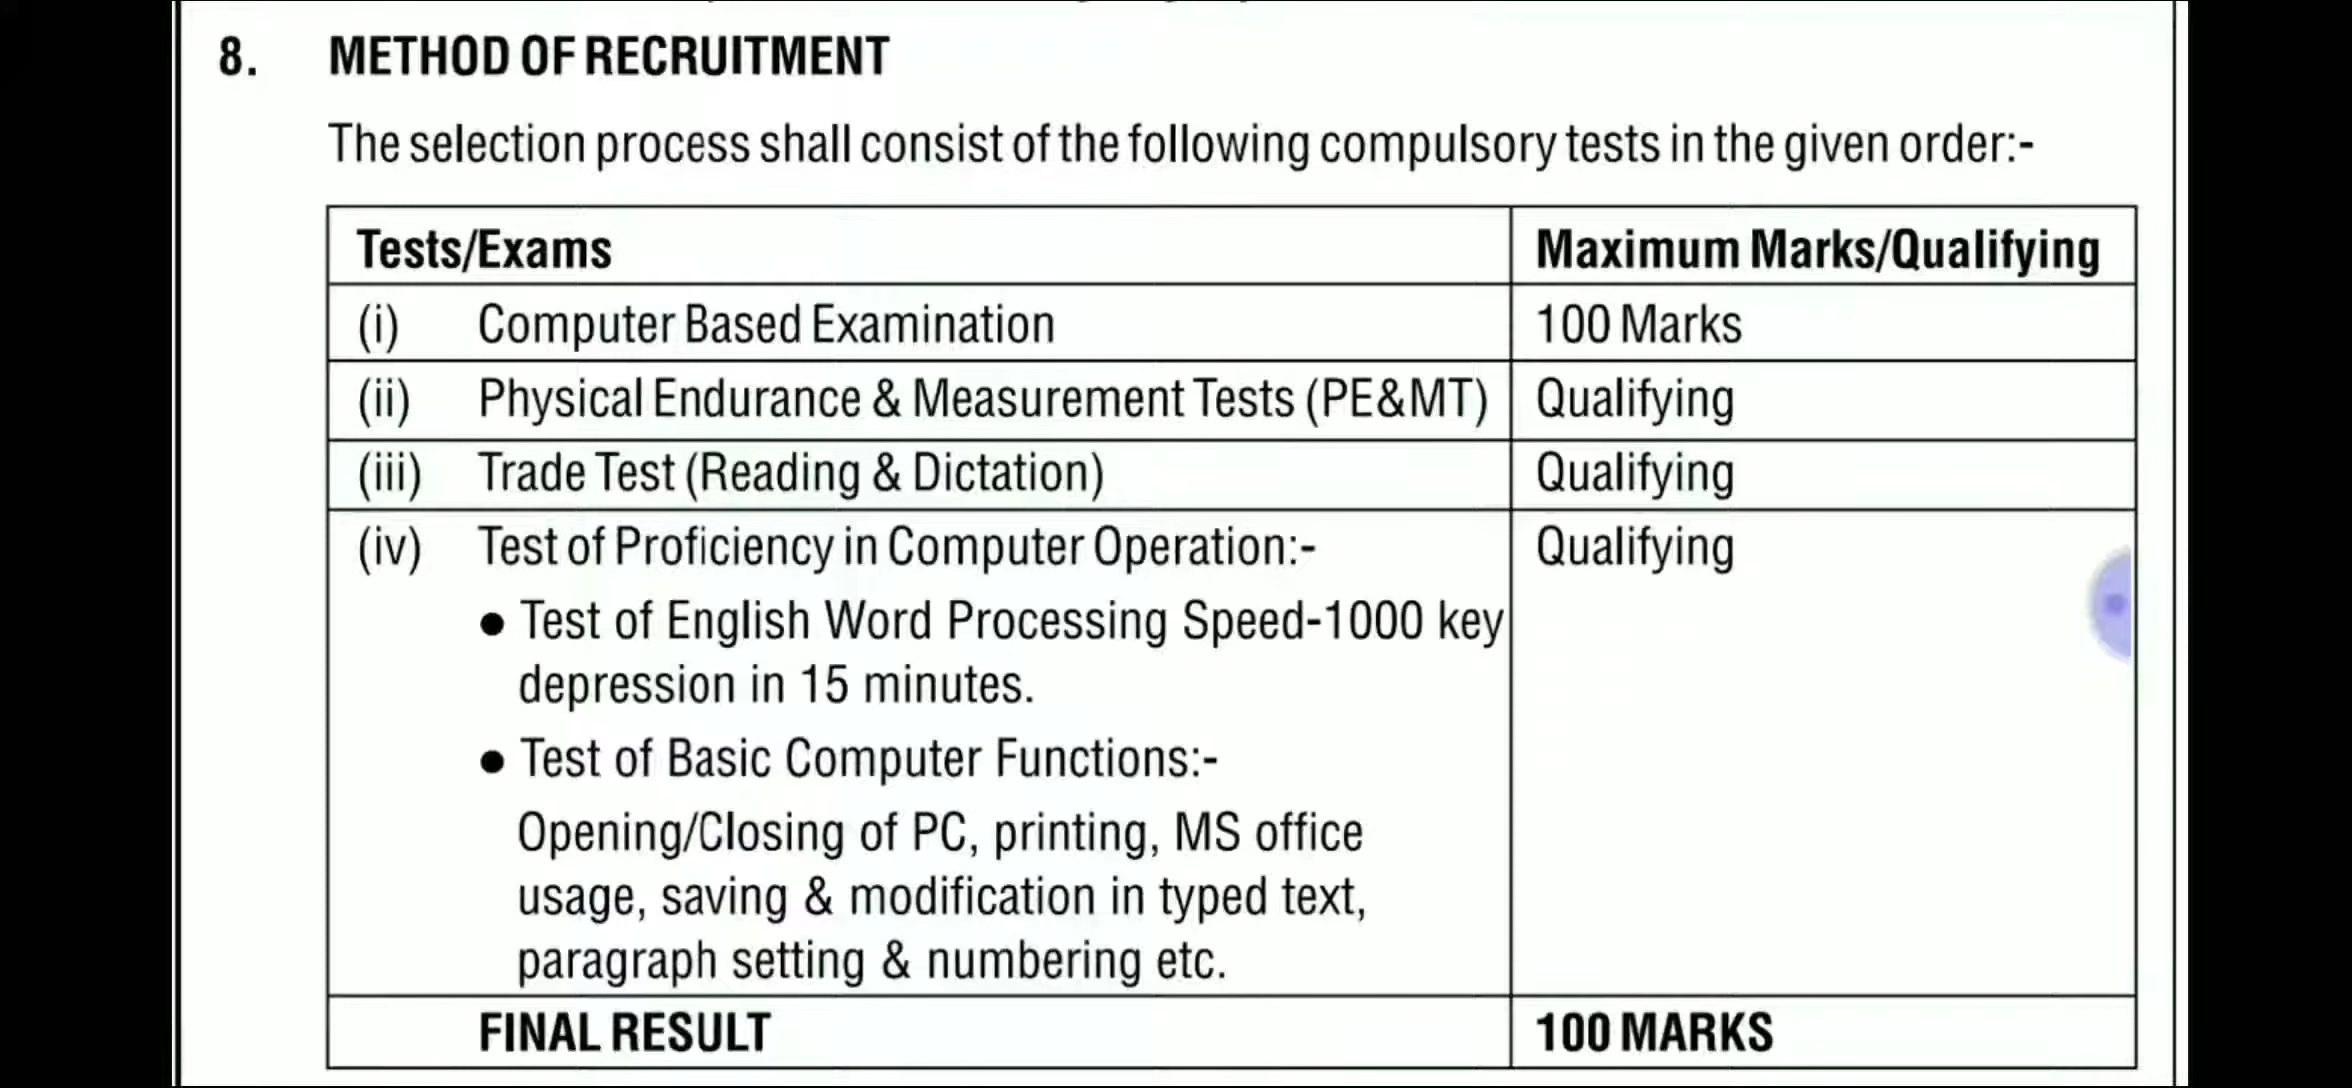 8. METHOD OF RECRUITMENT
The selection process shall consist of the following compulsory tests in the given order:-
Tests/Exams Maximum Marks/Qualifying
(i) Computer Based Examination 100 Marks
(ii) Physical Endurance & Measurement Tests (PE&MT) Qualifying
(iii) Trade Test (Reading & Dictation) Qualifying
(iv) Test of Proficiency in Computer Operation:- Qualifying
● Test of English Word Processing Speed-1000 key
depression in 15 minutes.
● Test of Basic Computer Functions:-
Opening/Closing of PC, printing, MS office
usage, saving & modification in typed text,
paragraph setting & numbering etc.
FINAL RESULT 100 MARKS